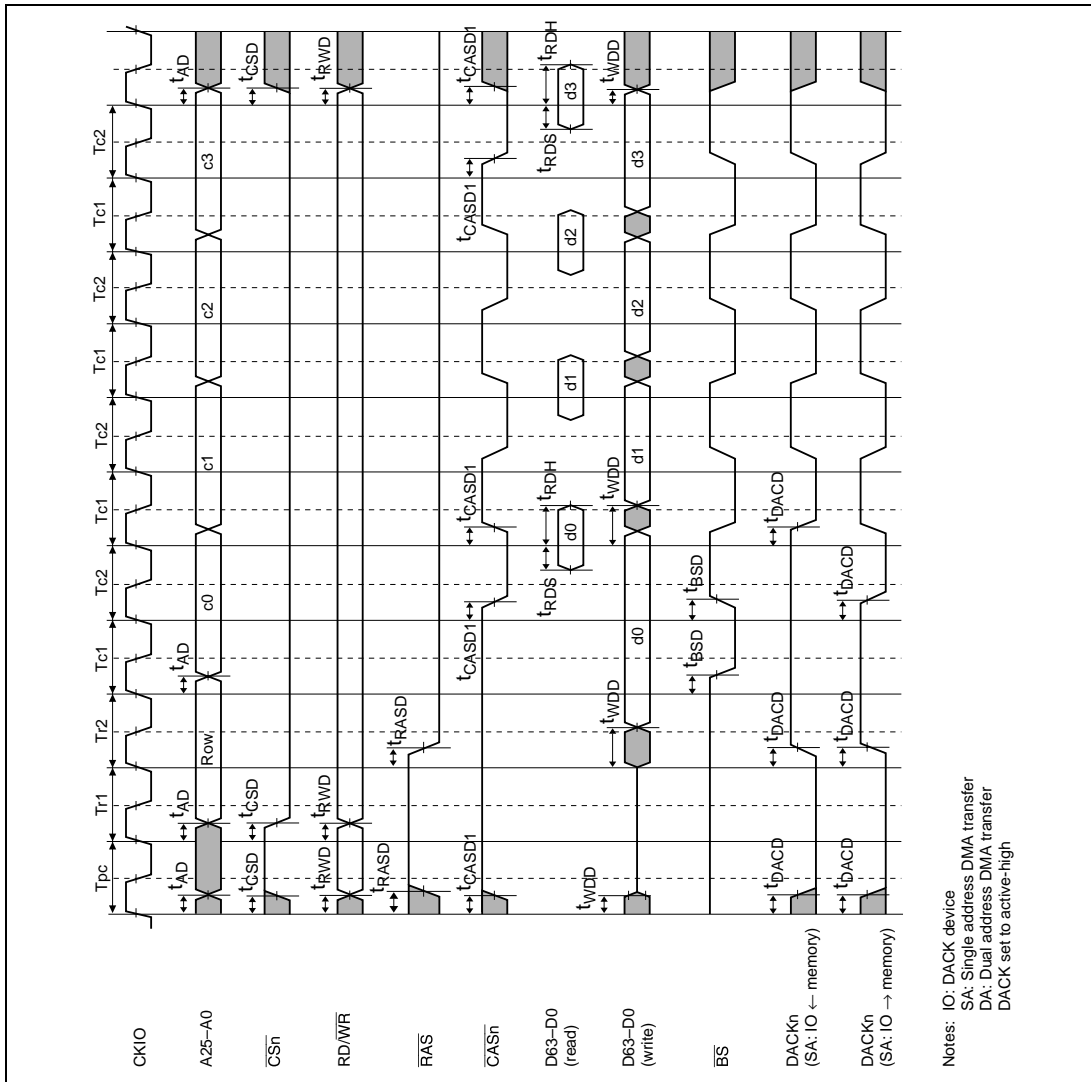 Tpc Tr1 Tr2 Tc1 Tc2 Tc1 Tc2 Tc1 Tc2 Tc1 Tc2
CKIO
tAD tAD tAD tAD
A25–A0 Row c0 c1 c2 c3
tCSD tCSD tCSD
CSn
tRWD tRWD tRWD
RD/WR
tRASD tRASD
RAS
tCASD1 tCASD1 tCASD1 tCASD1 tCASD1
CASn
tRDS tRDH tRDS tRDH
D63–D0
(read) d0 d1 d2 d3
tWDD tWDD tWDD tWDD
D63–D0
(write) d0 d1 d2 d3
tBSD tBSD
BS
tDACD tDACD tDACD
DACKn
(SA: IO ← memory)
tDACD tDACD tDACD
DACKn
(SA: IO → memory)
Notes: IO: DACK device
SA: Single address DMA transfer
DA: Dual address DMA transfer
DACK set to active-high